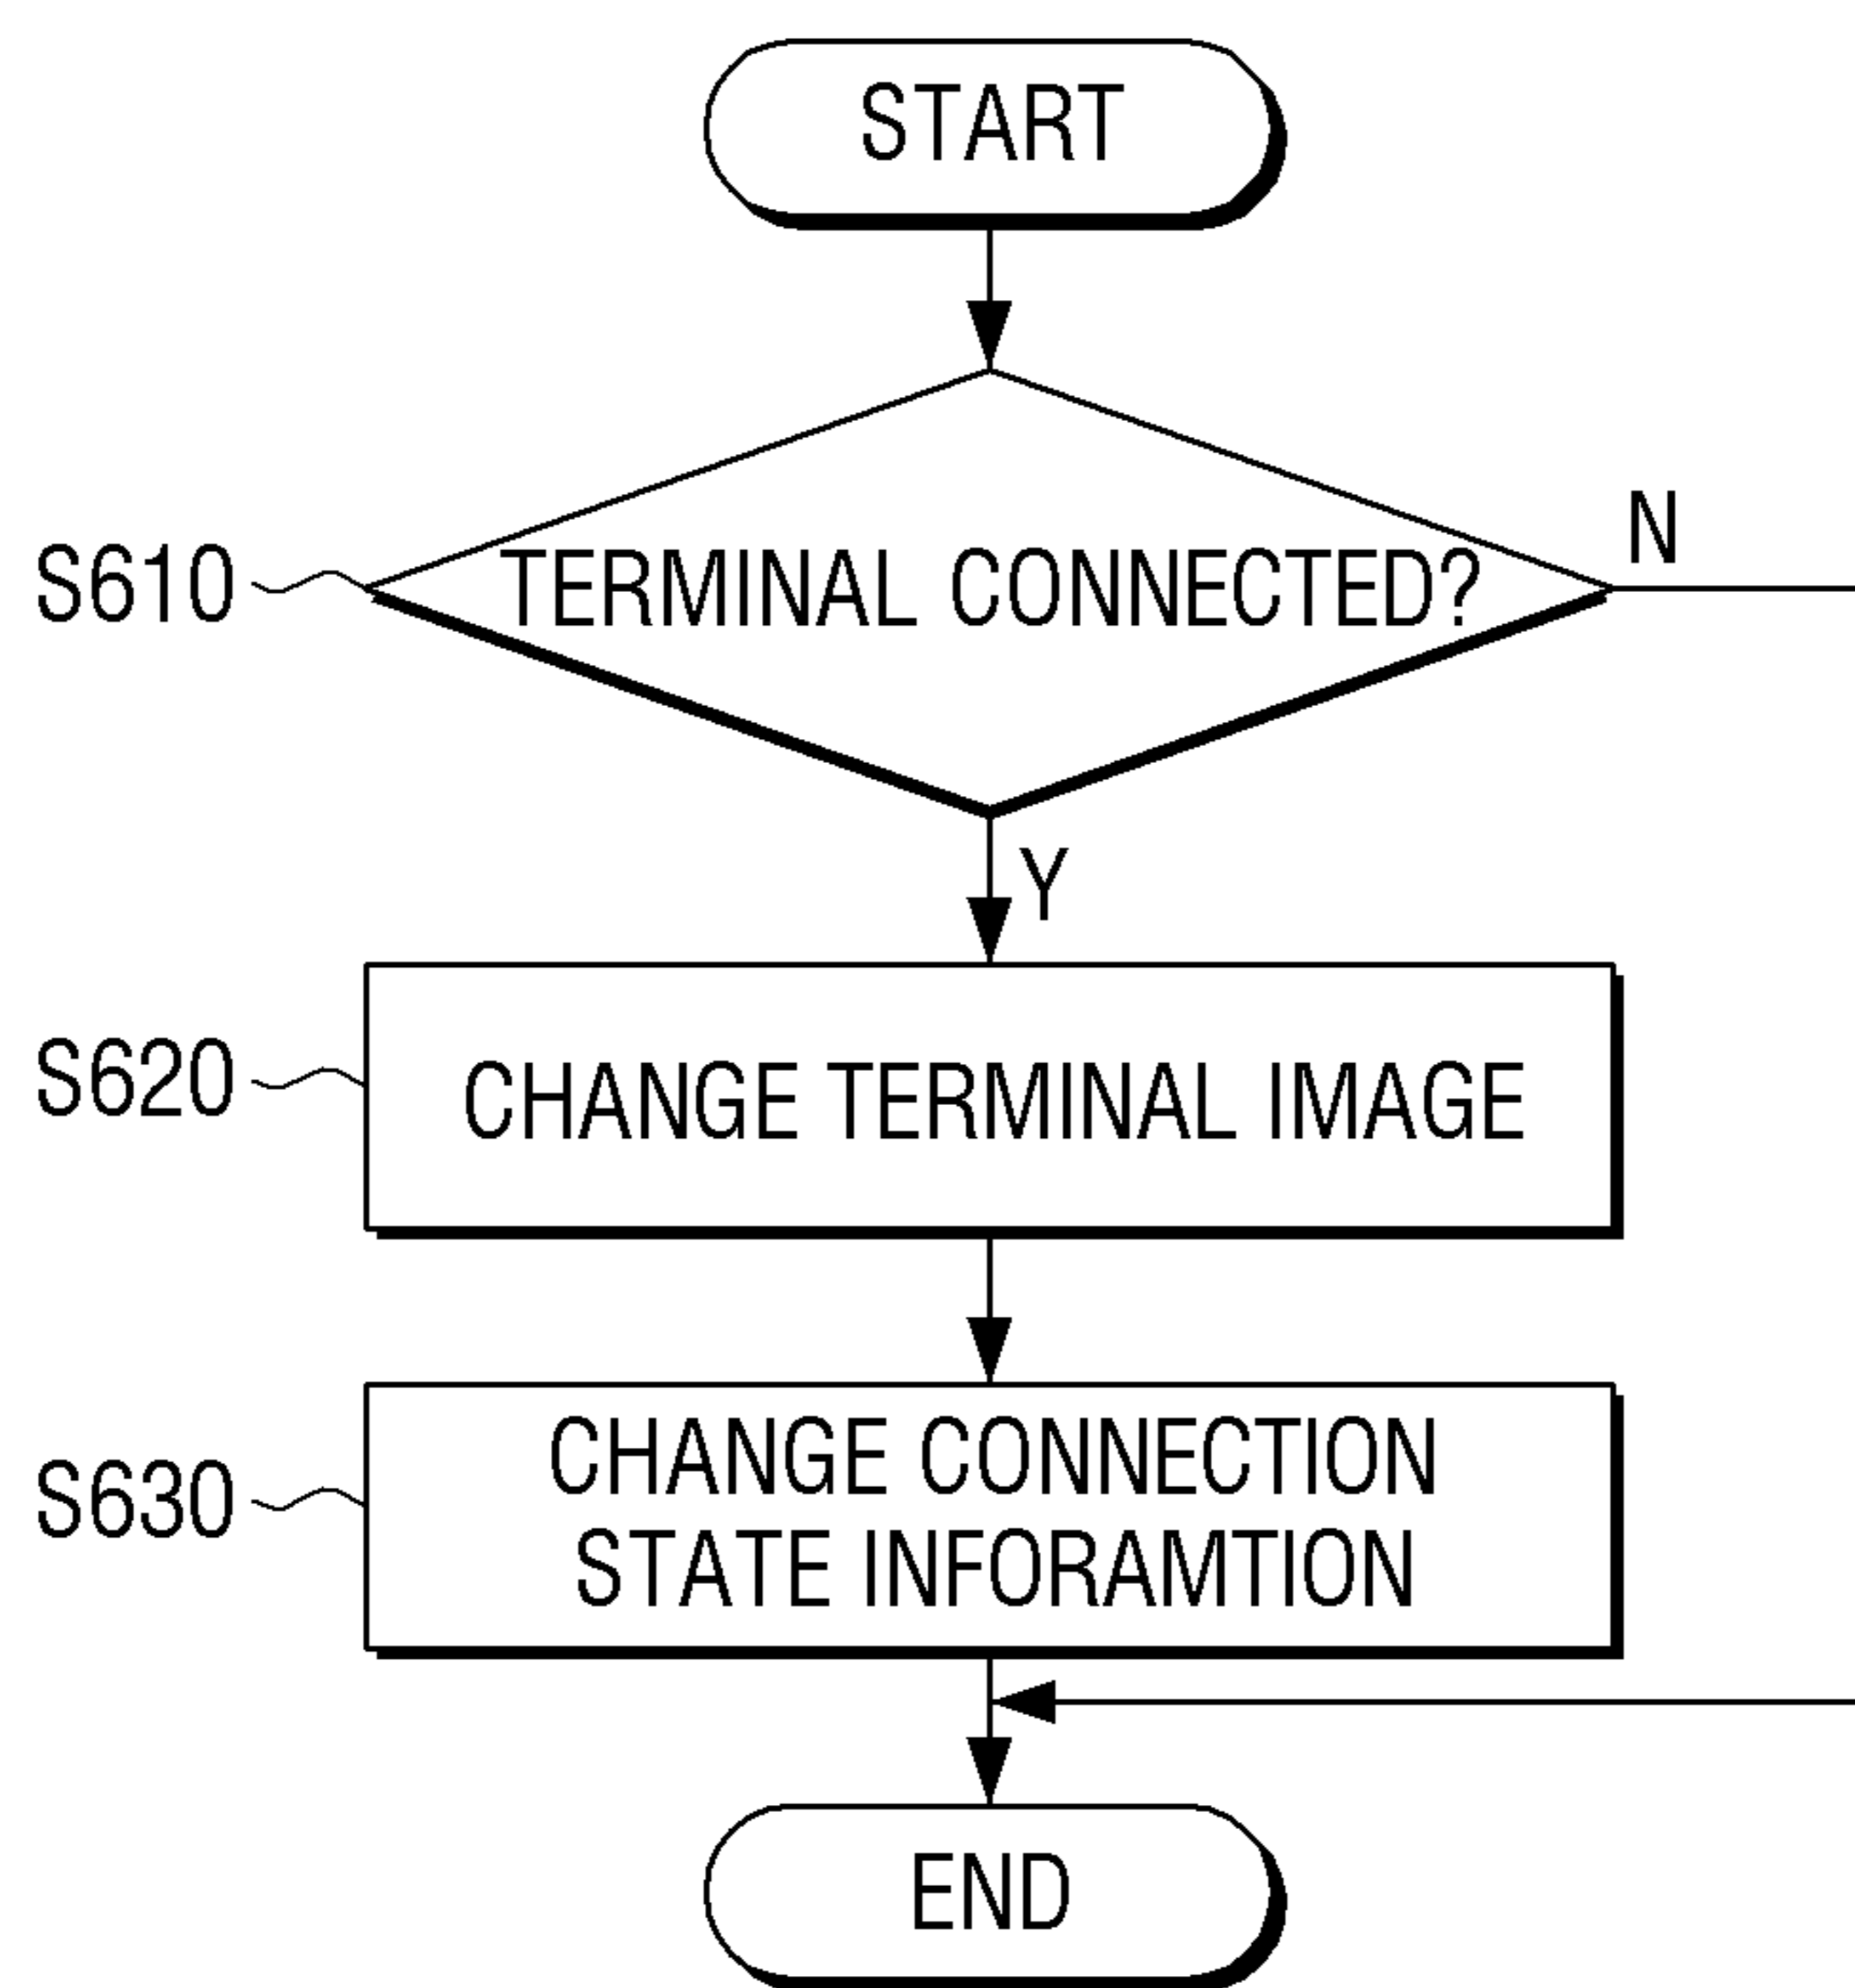 START
S610
TERMINAL CONNECTED?
N
Y
S620
CHANGE TERMINAL IMAGE
S630
CHANGE CONNECTION
STATE INFORAMTION
END